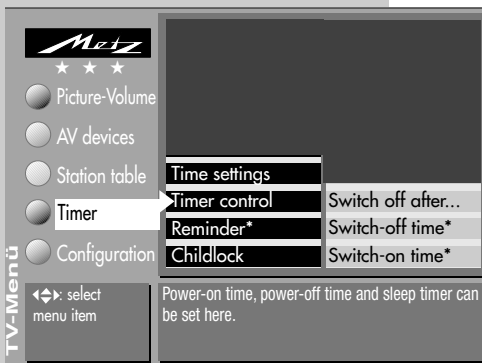 Metz
★ ★ ★
Picture-Volume
AV devices
Station table
Timer
Configuration
TV-Menü
Time settings
Timer control
Reminder*
Childlock
Switch off after...
Switch-off time*
Switch-on time*
: select
menu item
Power-on time, power-off time and sleep timer can
be set here.